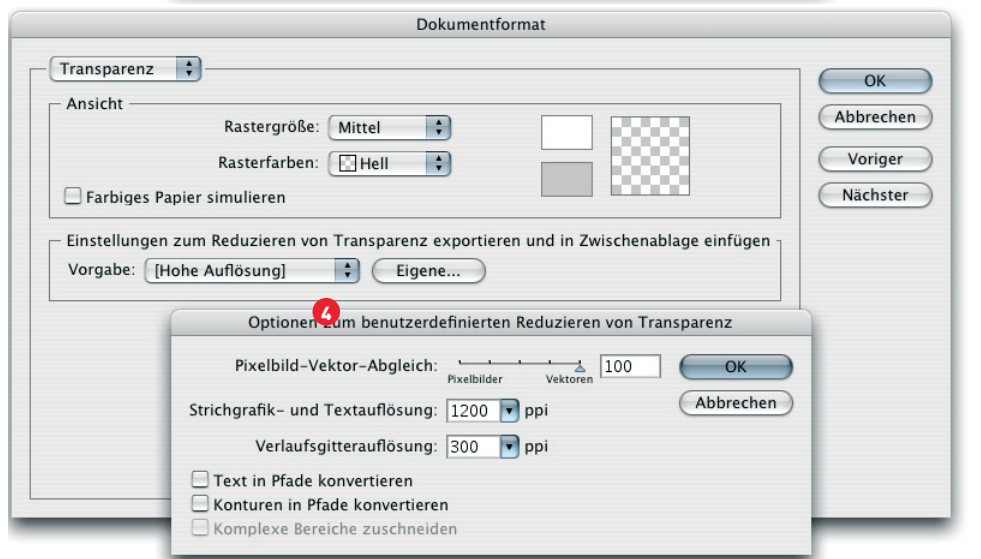 Dokumentformat
Transparenz
OK
Ansicht
Abbrechen
Rastergröße: Mittel
Rasterfarben: Hell
Voriger
Farbiges Papier simulieren
Nächster
Einstellungen zum Reduzieren von Transparenz exportieren und in Zwischenablage einfügen
Vorgabe: [Hohe Auflösung] Eigene...
4
Optionen zum benutzerdefinierten Reduzieren von Transparenz
Pixelbild-Vektor-Abgleich: 100 OK
Pixelbilder Vektoren
Strichgrafik- und Textauflösung: 1200 ppi Abbrechen
Verlaufsgitterauflösung: 300 ppi
Text in Pfade konvertieren
Konturen in Pfade konvertieren
Komplexe Bereiche zuschneiden